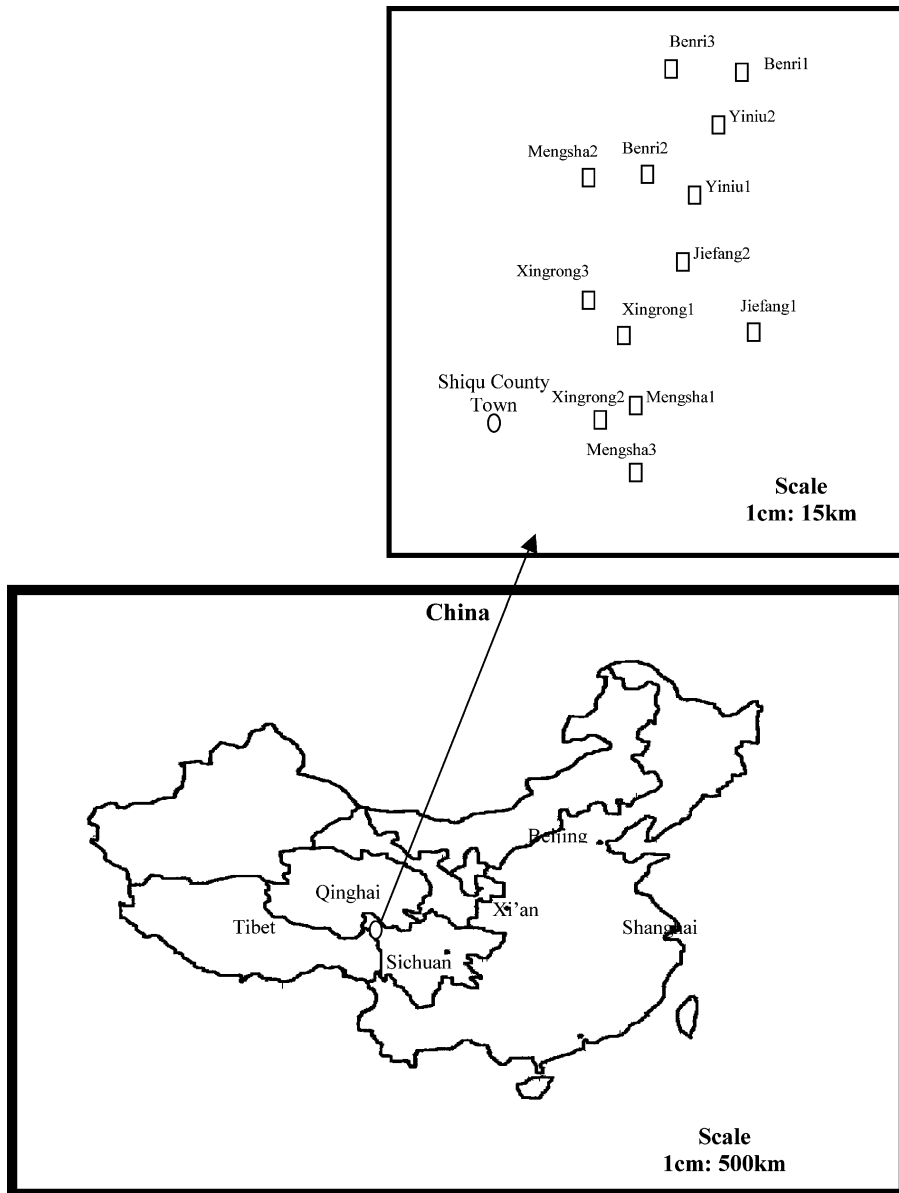 Benri3
Benri1
Yiniu2
Benri2
Mengsha2
Yiniu1
Jiefang2
Xingrong3
Xingrong1
Jiefang1
Shiqu County
Town
Xingrong2
Mengsha1
Mengsha3
Scale
1cm: 15km
China
Beijing
Qinghai
Xi'an
Tibet
Shanghai
Sichuan
Scale
1cm: 500km